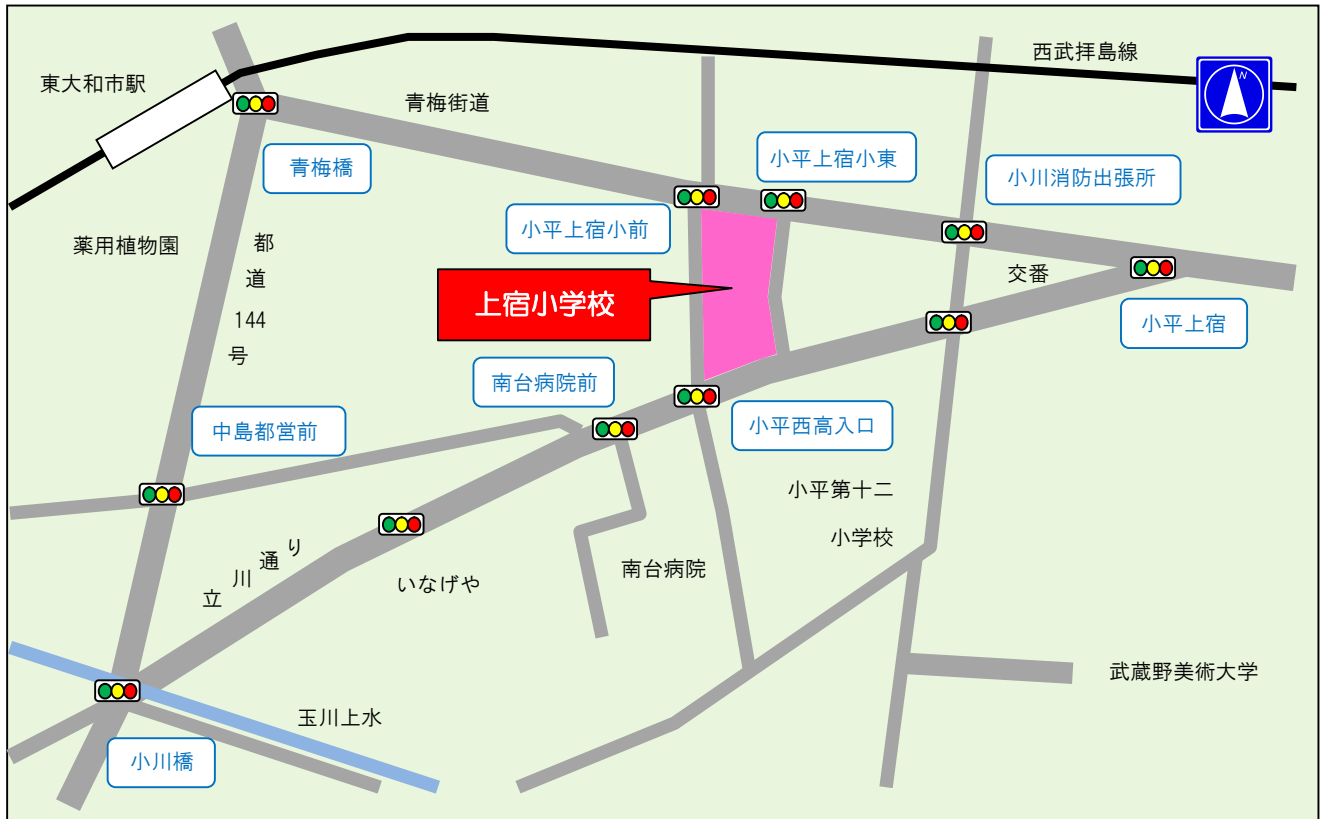 西武拝島線
N
東大和市駅
青梅街道
小平上宿小東
青梅橋
小川消防出張所
小平上宿小前
薬用植物園
都
道
144
号
交番
上宿小学校
小平上宿
南台病院前
中島都営前
小平西高入口
小平第十二
小学校
立川通り
南台病院
いなげや
武蔵野美術大学
玉川上水
小川橋